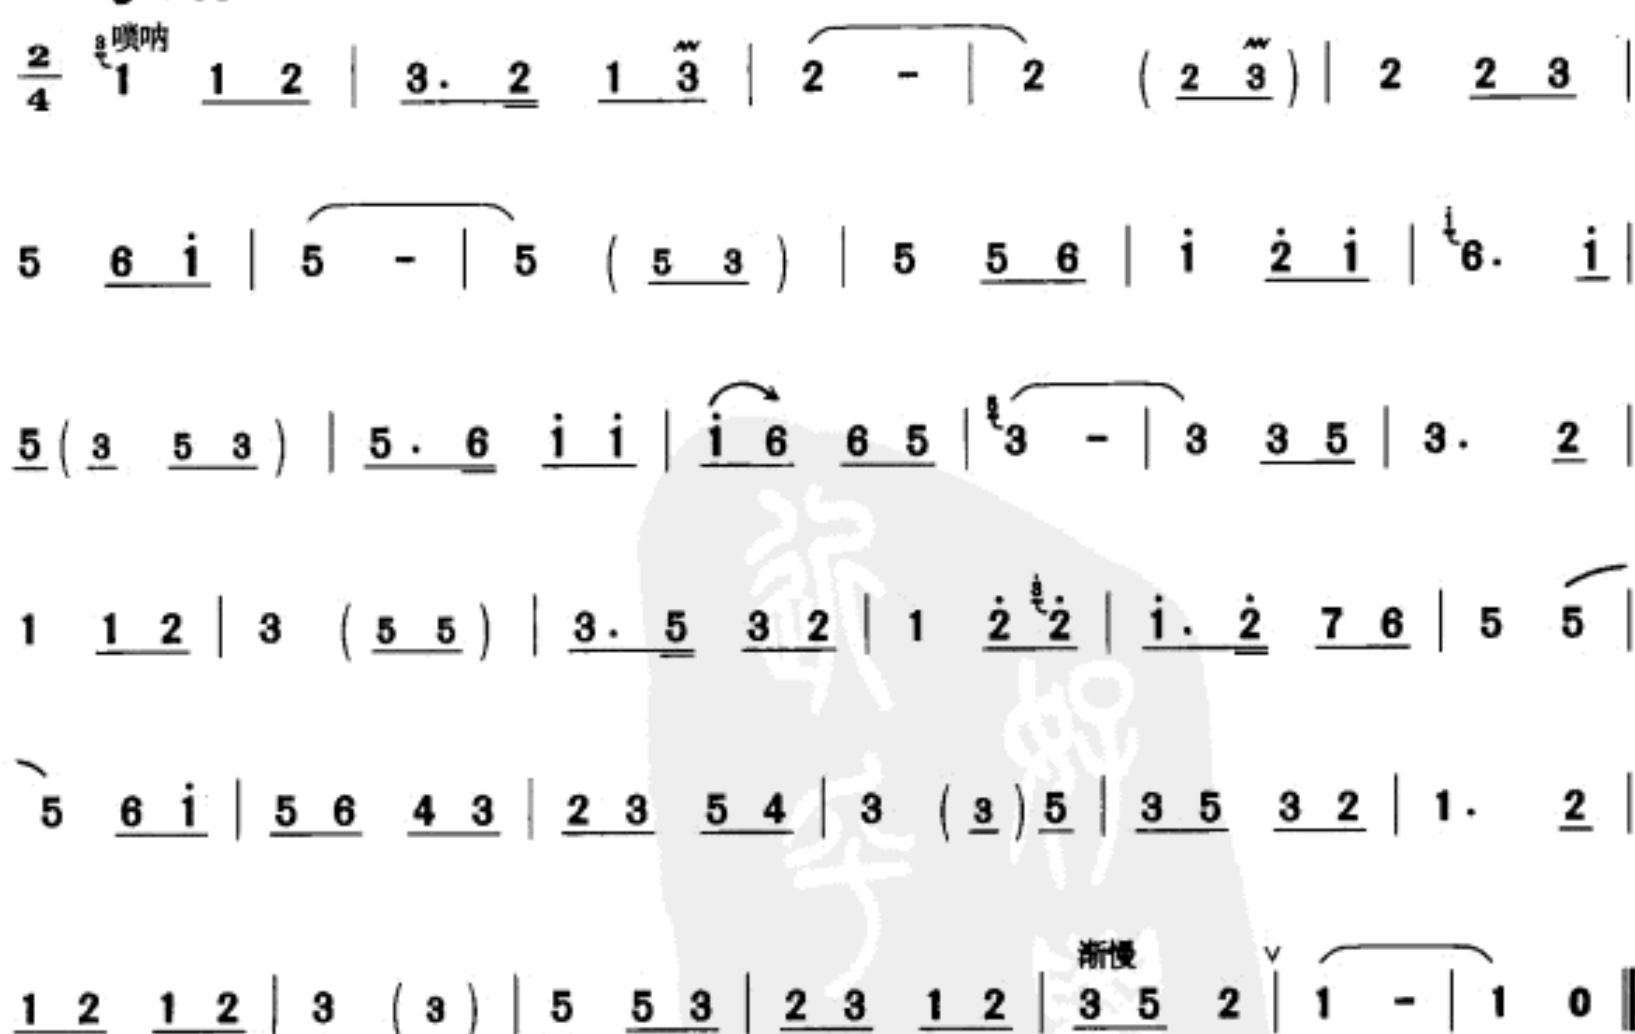 唢呐
2/4 1 1 2 | 3. 2 1 3 | 2 - | 2 ( 2 3 ) | 2 2 3 |
5 6 i | 5 - | 5 ( 5 3 ) | 5 5 6 | i 2̇ i | 6. i |
5 ( 3 5 3 ) | 5. 6 i i | i 6 6 5 | 3 - | 3 3 5 | 3. 2 |
1 1 2 | 3 ( 5 5 ) | 3. 5 3 2 | 1 2̇ 2̇ | i. 2̇ 7 6 | 5 5 |
5 6 i | 5 6 4 3 | 2 3 5 4 | 3 ( 3 ) 5 | 3 5 3 2 | 1. 2 |
渐慢
1 2 1 2 | 3 ( 3 ) | 5 5 3 | 2 3 1 2 | 3 5 2 | 1 - | 1 0 ‖